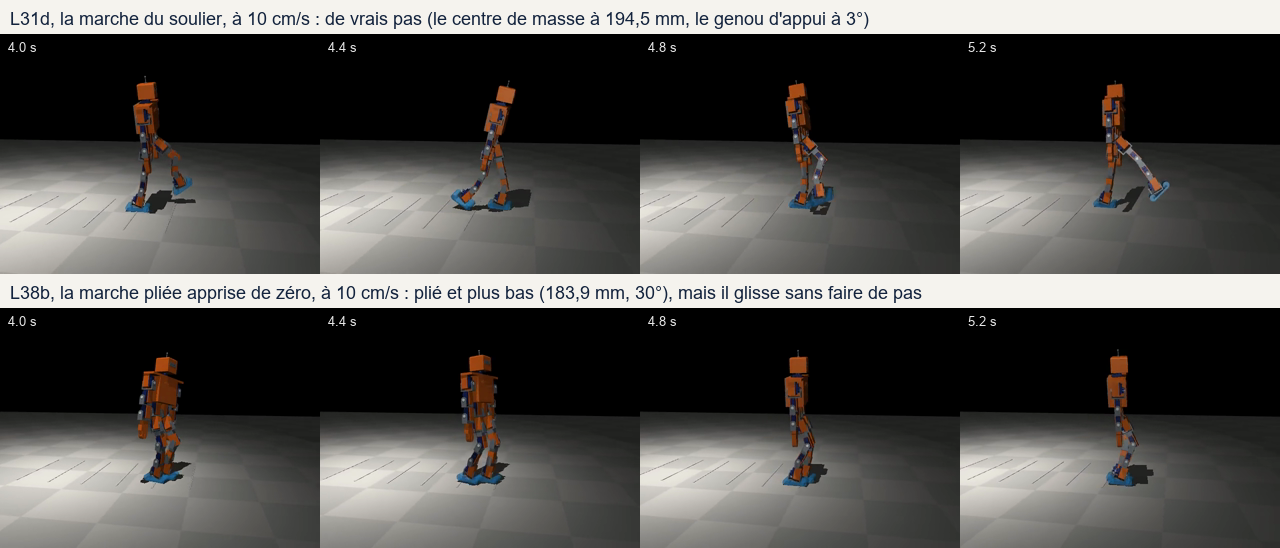 L31d, la marche du soulier, à 10 cm/s : de vrais pas (le centre de masse à 194,5 mm, le genou d'appui à 3°)
4.0 s
4.4 s
4.8 s
5.2 s
L38b, la marche pliée apprise de zéro, à 10 cm/s : plié et plus bas (183,9 mm, 30°), mais il glisse sans faire de pas
4.0 s
4.4 s
4.8 s
5.2 s